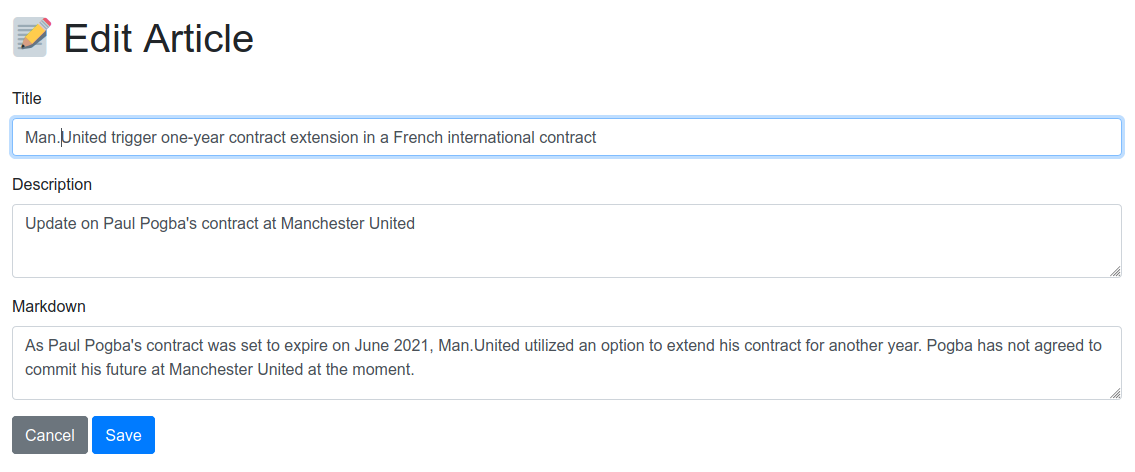 Edit Article
Title
Man.United trigger one-year contract extension in a French international contract
Description
Update on Paul Pogba's contract at Manchester United
Markdown
As Paul Pogba's contract was set to expire on June 2021, Man.United utilized an option to extend his contract for another year. Pogba has not agreed to
commit his future at Manchester United at the moment.
Cancel Save